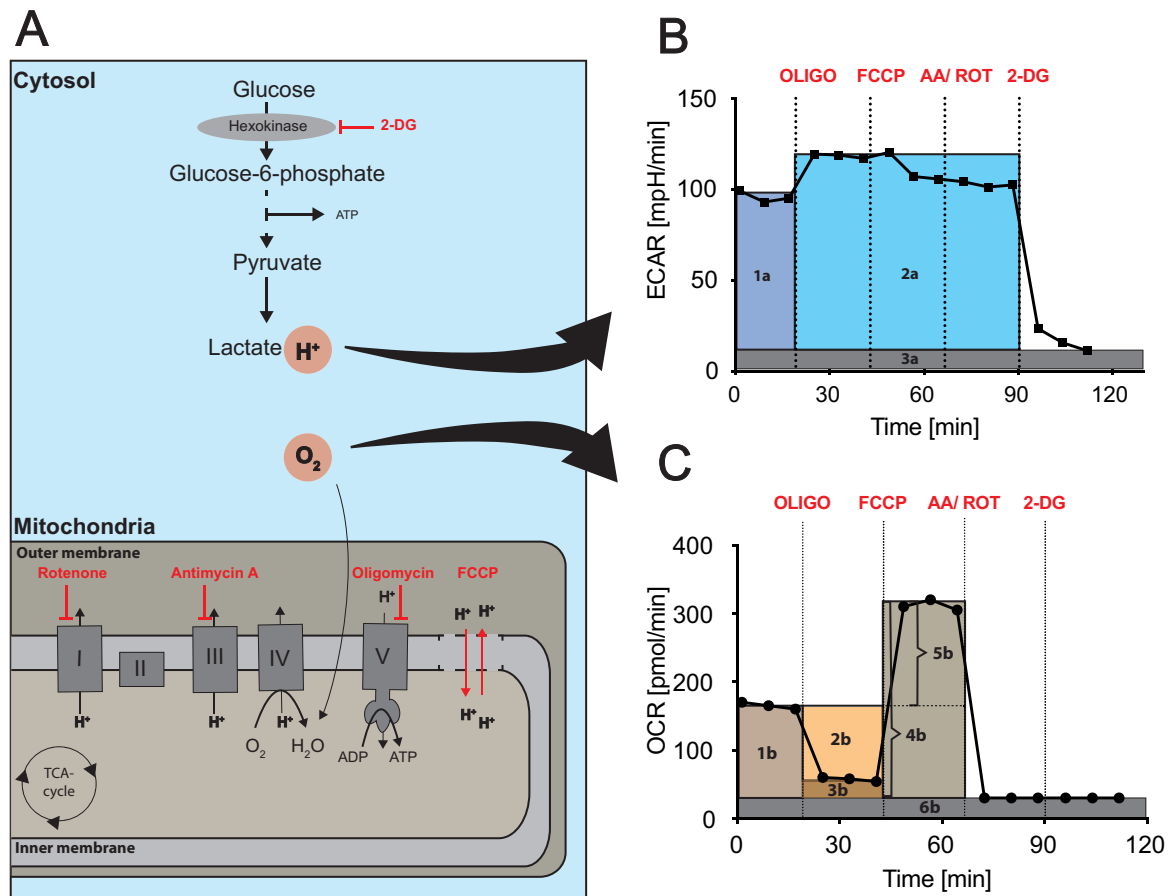 A
Cytosol
Glucose
Hexokinase
2-DG
Glucose-6-phosphate
ATP
Pyruvate
Lactate H⁺
O₂
Mitochondria
Outer membrane
Rotenone Antimycin A Oligomycin FCCP
H⁺
H⁺ H⁺
I II III IV V
H⁺ H⁺ H⁺ H⁺ H⁺
O₂ H₂O ADP ATP
TCA-
cycle
Inner membrane
B
OLIGO FCCP AA/ ROT 2-DG
ECAR [mpH/min]
150
100
50
0
1a
2a
3a
0 30 60 90 120
Time [min]
C
OLIGO FCCP AA/ ROT 2-DG
OCR [pmol/min]
400
300
200
100
0
5b
1b 2b 4b
3b
6b
0 30 60 90 120
Time [min]